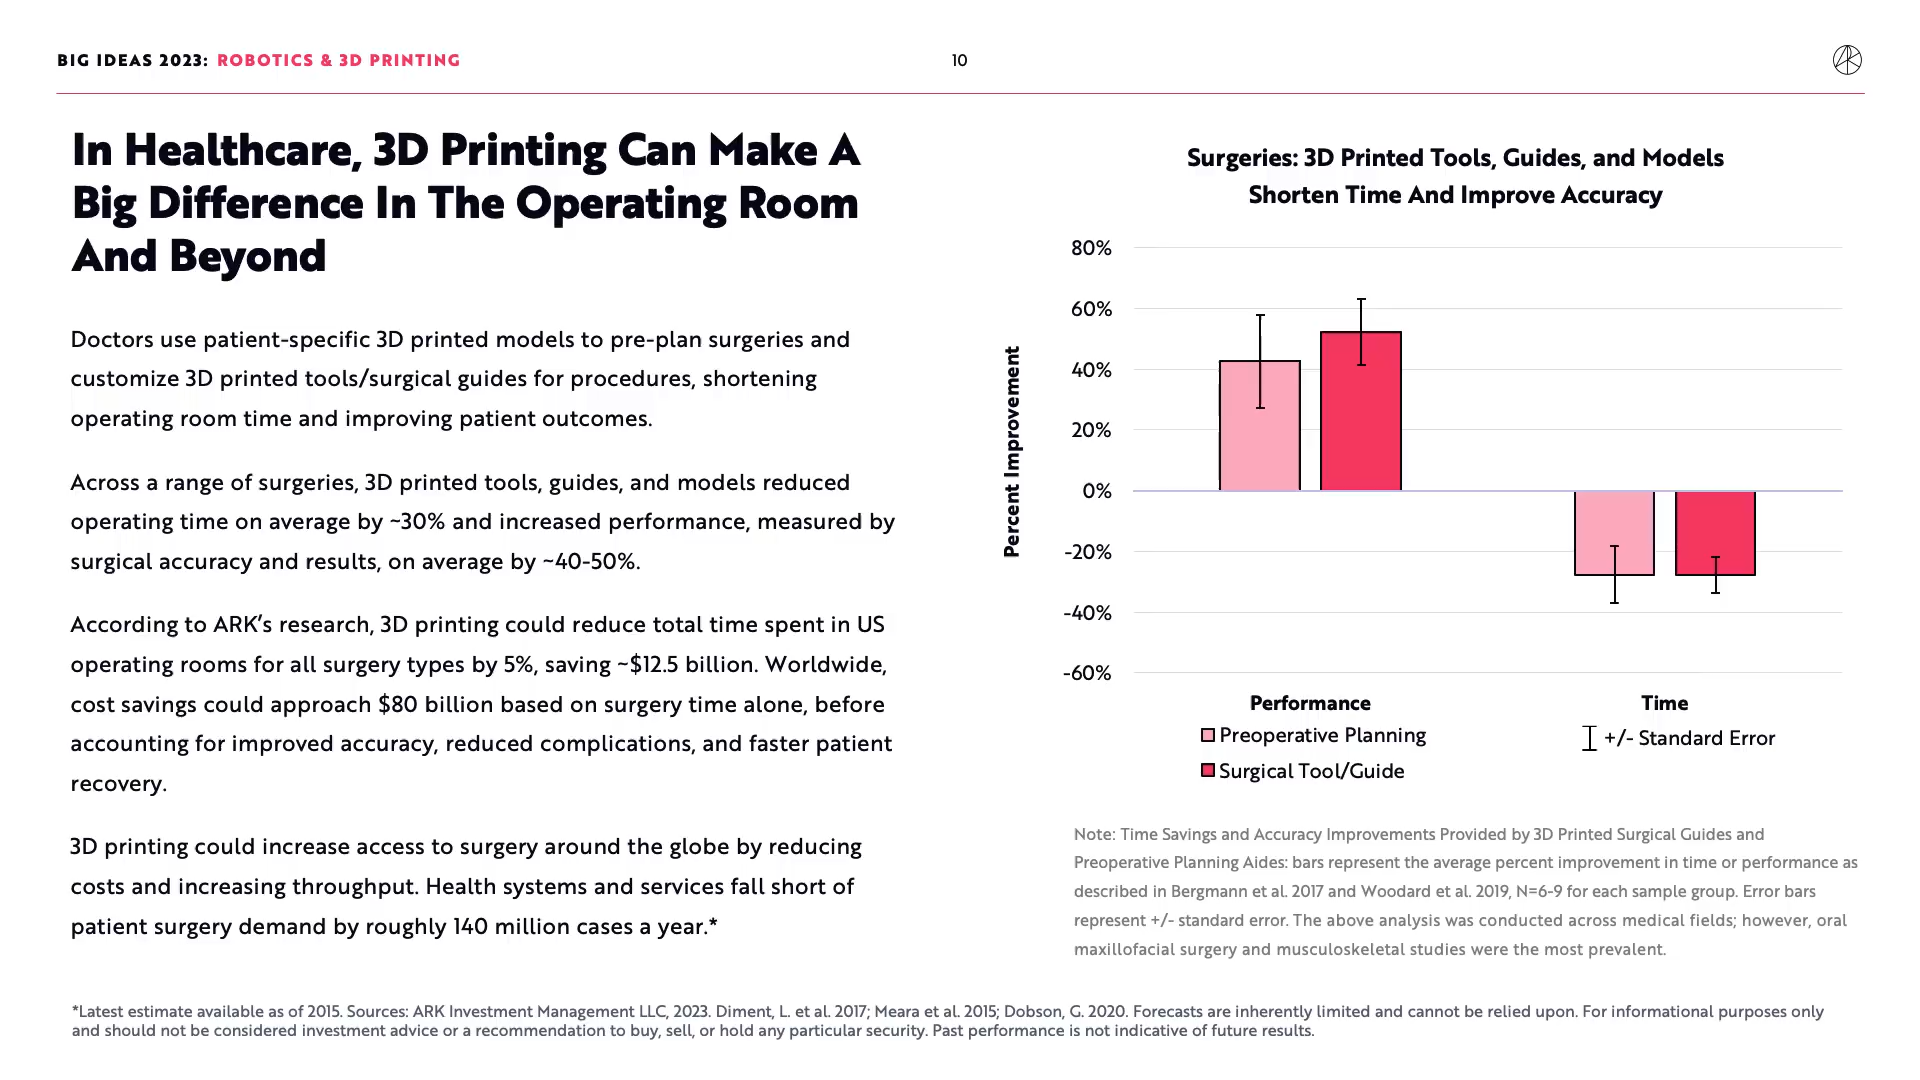 BIG IDEAS 2023: ROBOTICS & 3D PRINTING
10
In Healthcare, 3D Printing Can Make A
Big Difference In The Operating Room
And Beyond
Doctors use patient-specific 3D printed models to pre-plan surgeries and
customize 3D printed tools/surgical guides for procedures, shortening
operating room time and improving patient outcomes.
Across a range of surgeries, 3D printed tools, guides, and models reduced
operating time on average by ~30% and increased performance, measured by
surgical accuracy and results, on average by ~40-50%.
According to ARK’s research, 3D printing could reduce total time spent in US
operating rooms for all surgery types by 5%, saving ~$12.5 billion. Worldwide,
cost savings could approach $80 billion based on surgery time alone, before
accounting for improved accuracy, reduced complications, and faster patient
recovery.
3D printing could increase access to surgery around the globe by reducing
costs and increasing throughput. Health systems and services fall short of
patient surgery demand by roughly 140 million cases a year.*
Surgeries: 3D Printed Tools, Guides, and Models
Shorten Time And Improve Accuracy
Percent Improvement
80%
60%
40%
20%
0%
-20%
-40%
-60%
Performance
Time
Preoperative Planning
Surgical Tool/Guide
+/- Standard Error
Note: Time Savings and Accuracy Improvements Provided by 3D Printed Surgical Guides and
Preoperative Planning Aides: bars represent the average percent improvement in time or performance as
described in Bergmann et al. 2017 and Woodard et al. 2019, N=6-9 for each sample group. Error bars
represent +/- standard error. The above analysis was conducted across medical fields; however, oral
maxillofacial surgery and musculoskeletal studies were the most prevalent.
*Latest estimate available as of 2015. Sources: ARK Investment Management LLC, 2023. Diment, L. et al. 2017; Meara et al. 2015; Dobson, G. 2020. Forecasts are inherently limited and cannot be relied upon. For informational purposes only
and should not be considered investment advice or a recommendation to buy, sell, or hold any particular security. Past performance is not indicative of future results.